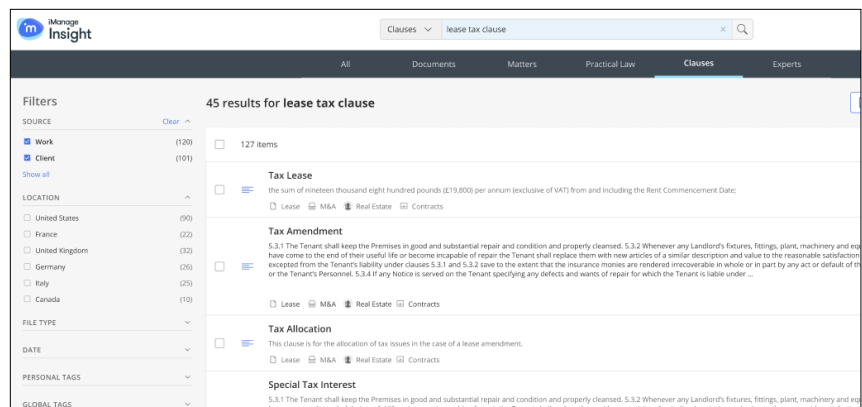 iManage
Insight
Clauses
lease tax clause
All
Documents
Matters
Practical Law
Clauses
Experts
Filters
SOURCE
Clear
Work (120)
Client (101)
Show all
LOCATION
United States (90)
France (22)
United Kingdom (32)
Germany (26)
Italy (25)
Canada (10)
FILE TYPE
DATE
PERSONAL TAGS
GLOBAL TAGS
45 results for lease tax clause
127 items
Tax Lease
the sum of nineteen thousand eight hundred pounds (£19,800) per annum (exclusive of VAT) from and including the Rent Commencement Date;
Lease M&A Real Estate Contracts
Tax Amendment
5.3.1 The Tenant shall keep the Premises in good and substantial repair and condition and properly cleansed. 5.3.2 Whenever any Landlord's fixtures, fittings, plant, machinery and
have come to the end of their useful life or become incapable of repair the Tenant shall replace them with new articles of a similar description and value to the reasonable satisfaction
excepted from the Tenant's liability under clauses 5.3.1 and 5.3.2 save to the extent that the insurance monies are rendered irrecoverable in whole or in part by any act or default of
or the Tenant's Personnel. 5.3.4 If any Notice is served on the Tenant specifying any defects and wants of repair for which the Tenant is liable under ...
Lease M&A Real Estate Contracts
Tax Allocation
This clause is for the allocation of tax issues in the case of a lease amendment.
Lease M&A Real Estate Contracts
Special Tax Interest
5.3.1 The Tenant shall keep the Premises in good and substantial repair and condition and properly cleansed. 5.3.2 Whenever any Landlord's fixtures, fittings, plant, machinery and